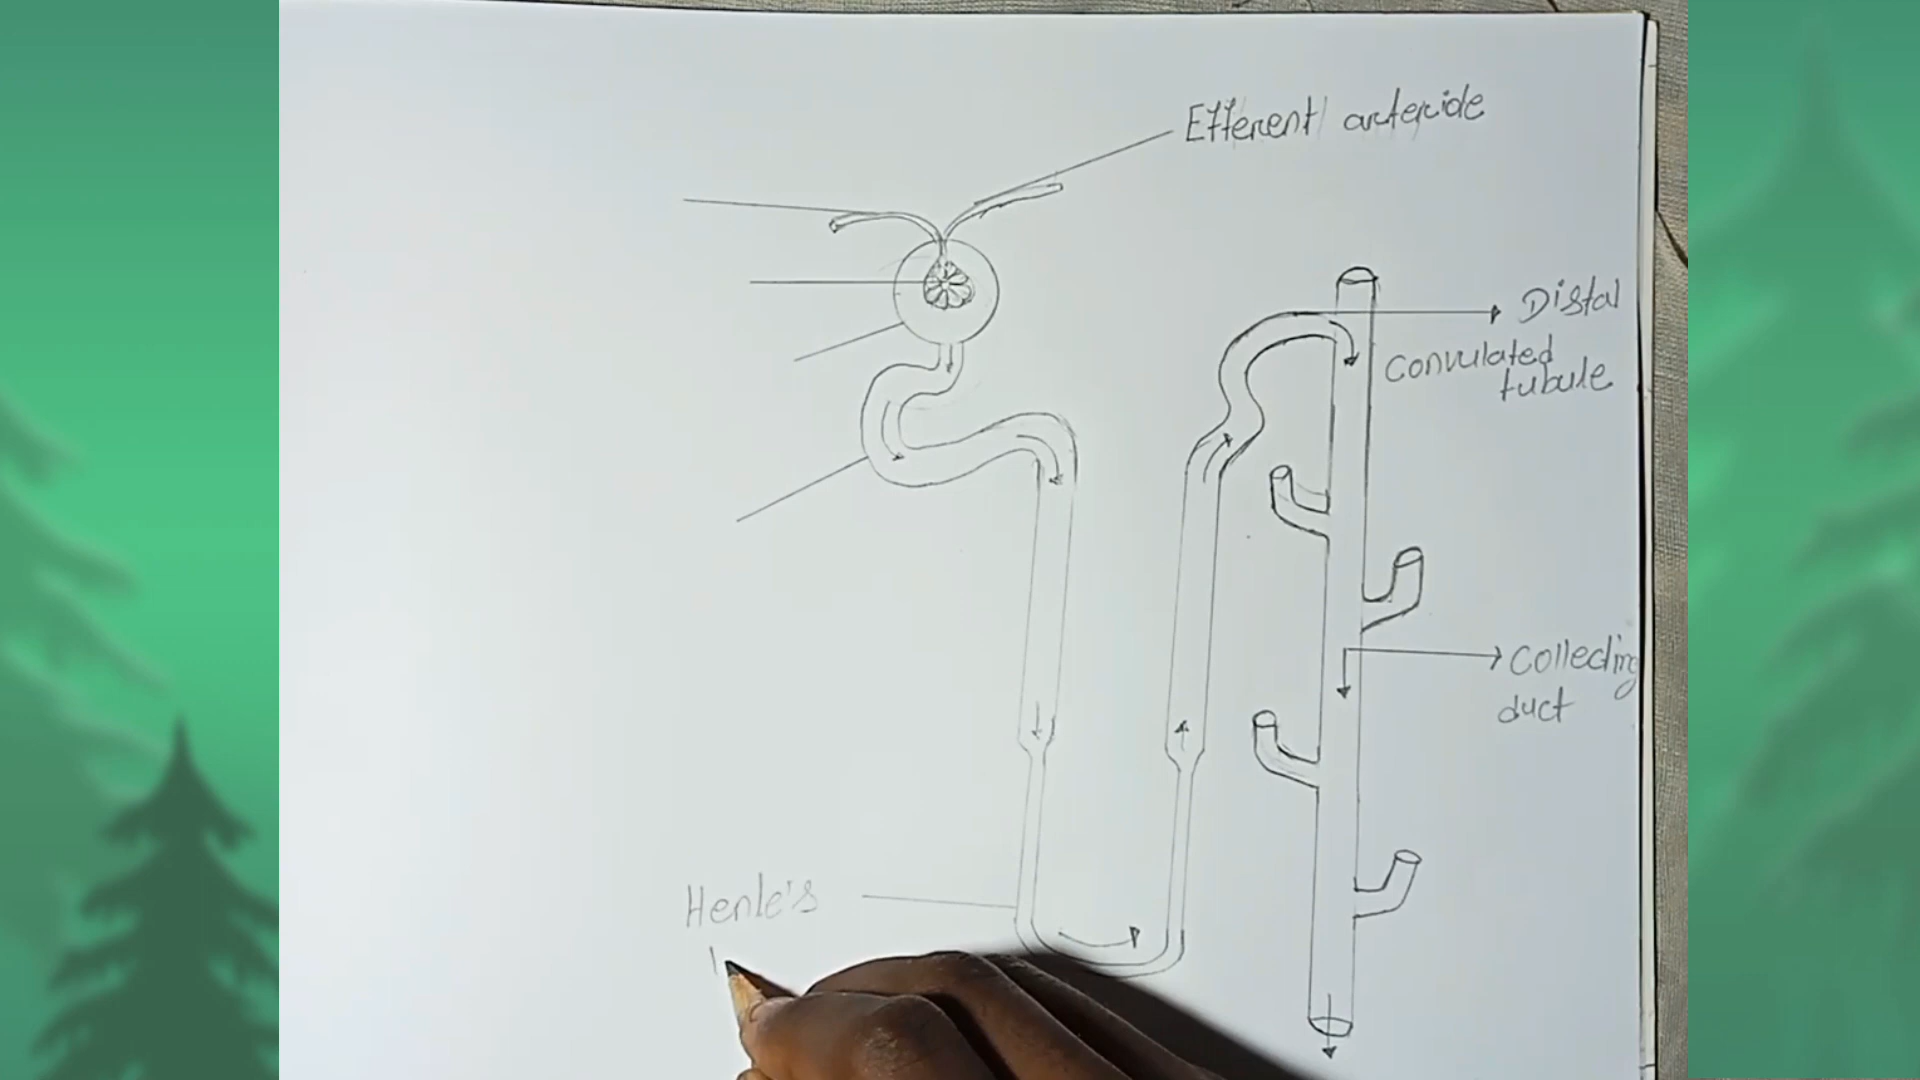 Efferent arteriole
Distal
Convulated
tubule
Collecting
duct
Henle's
l